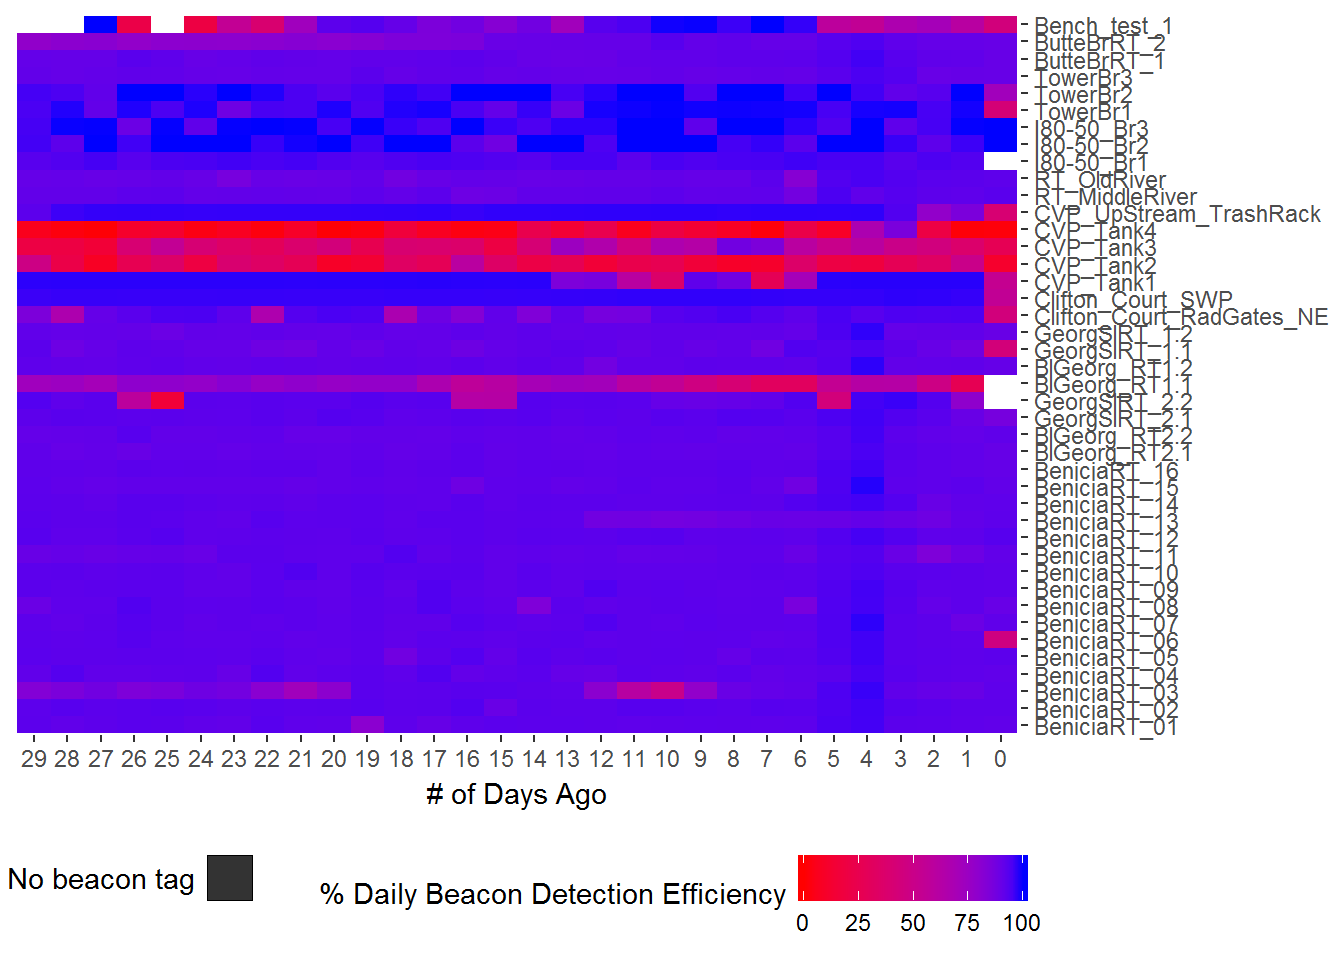 Bench_test_1
ButteBrRT_2
ButteBrRT_1
TowerBr3
TowerBr2
TowerBr1
I80-50_Br3
I80-50_Br2
I80-50_Br1
RT_OldRiver
RT_MiddleRiver
CVP_UpStream_TrashRack
CVP_Tank4
CVP_Tank3
CVP_Tank2
CVP_Tank1
Clifton_Court_SWP
Clifton_Court_RadGates_NE
GeorgSlRT_1.2
GeorgSlRT_1.1
BlGeorg_RT1.2
BlGeorg_RT1.1
GeorgSlRT_2.2
GeorgSlRT_2.1
BlGeorg_RT2.2
BlGeorg_RT2.1
BeniciaRT_16
BeniciaRT_15
BeniciaRT_14
BeniciaRT_13
BeniciaRT_12
BeniciaRT_11
BeniciaRT_10
BeniciaRT_09
BeniciaRT_08
BeniciaRT_07
BeniciaRT_06
BeniciaRT_05
BeniciaRT_04
BeniciaRT_03
BeniciaRT_02
BeniciaRT_01
29 28 27 26 25 24 23 22 21 20 19 18 17 16 15 14 13 12 11 10 9 8 7 6 5 4 3 2 1 0
# of Days Ago
No beacon tag
% Daily Beacon Detection Efficiency
0 25 50 75 100